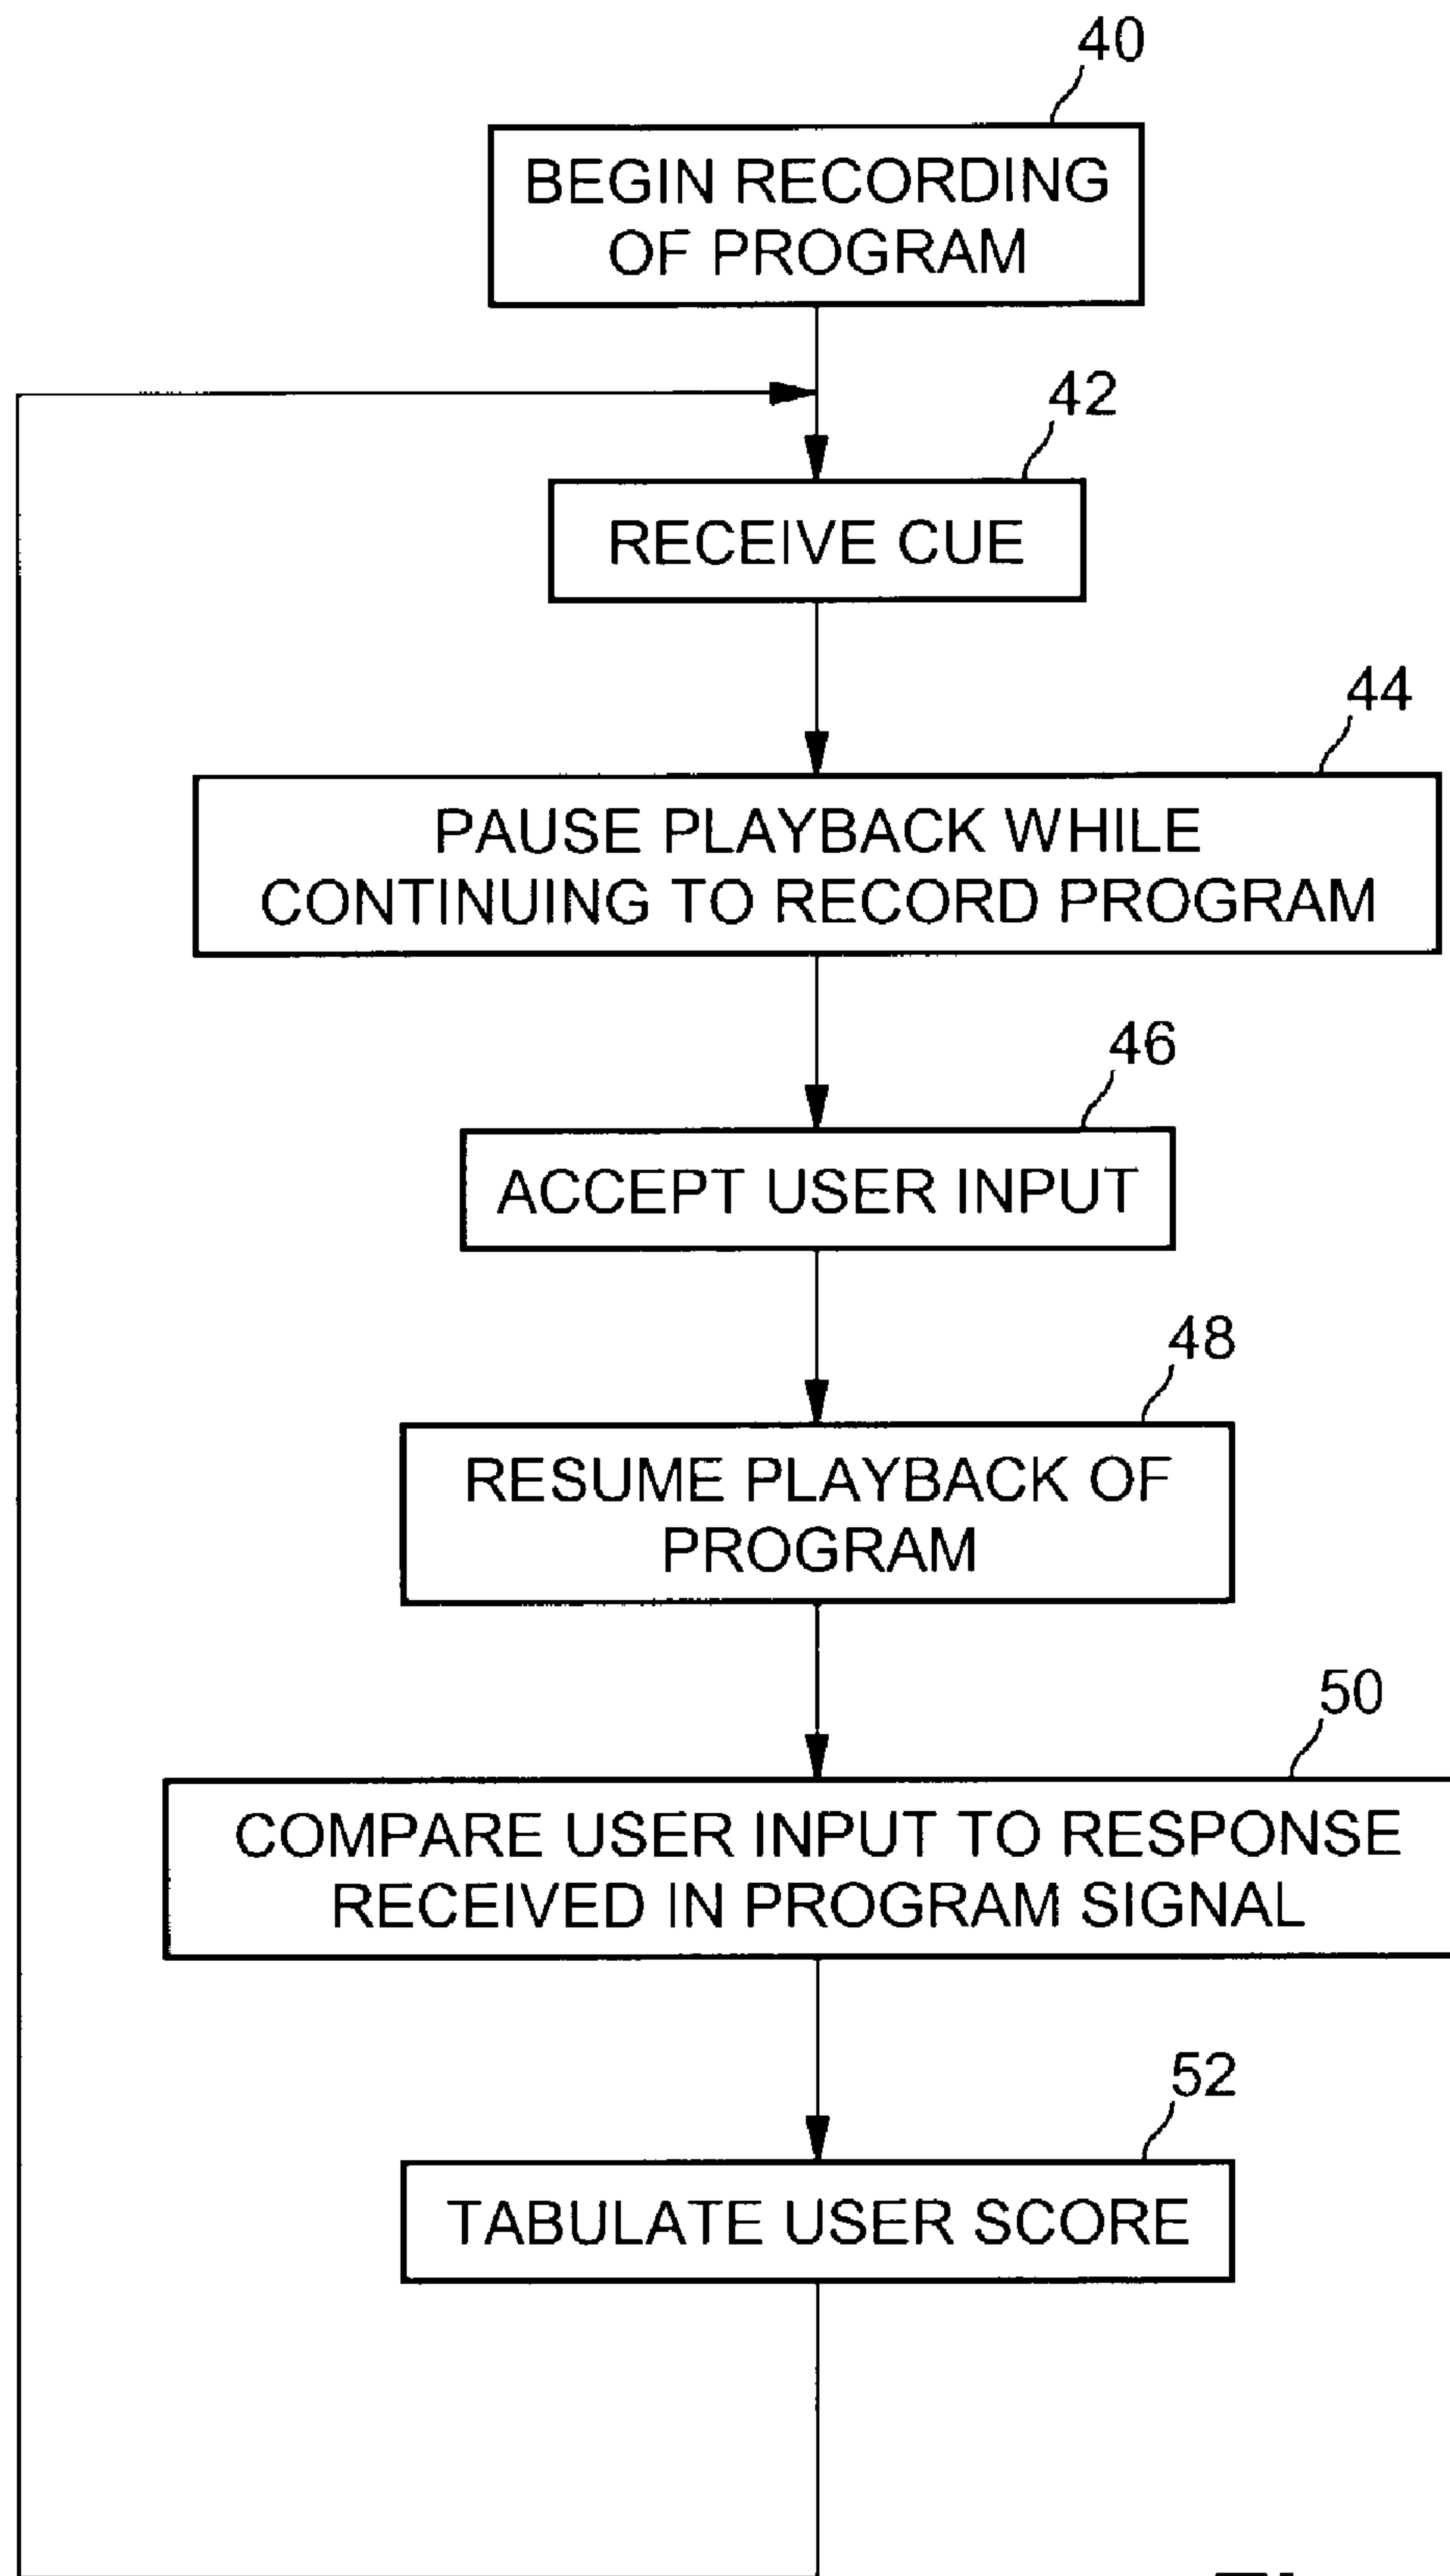 40
BEGIN RECORDING
OF PROGRAM
42
RECEIVE CUE
44
PAUSE PLAYBACK WHILE
CONTINUING TO RECORD PROGRAM
46
ACCEPT USER INPUT
48
RESUME PLAYBACK OF
PROGRAM
50
COMPARE USER INPUT TO RESPONSE
RECEIVED IN PROGRAM SIGNAL
52
TABULATE USER SCORE